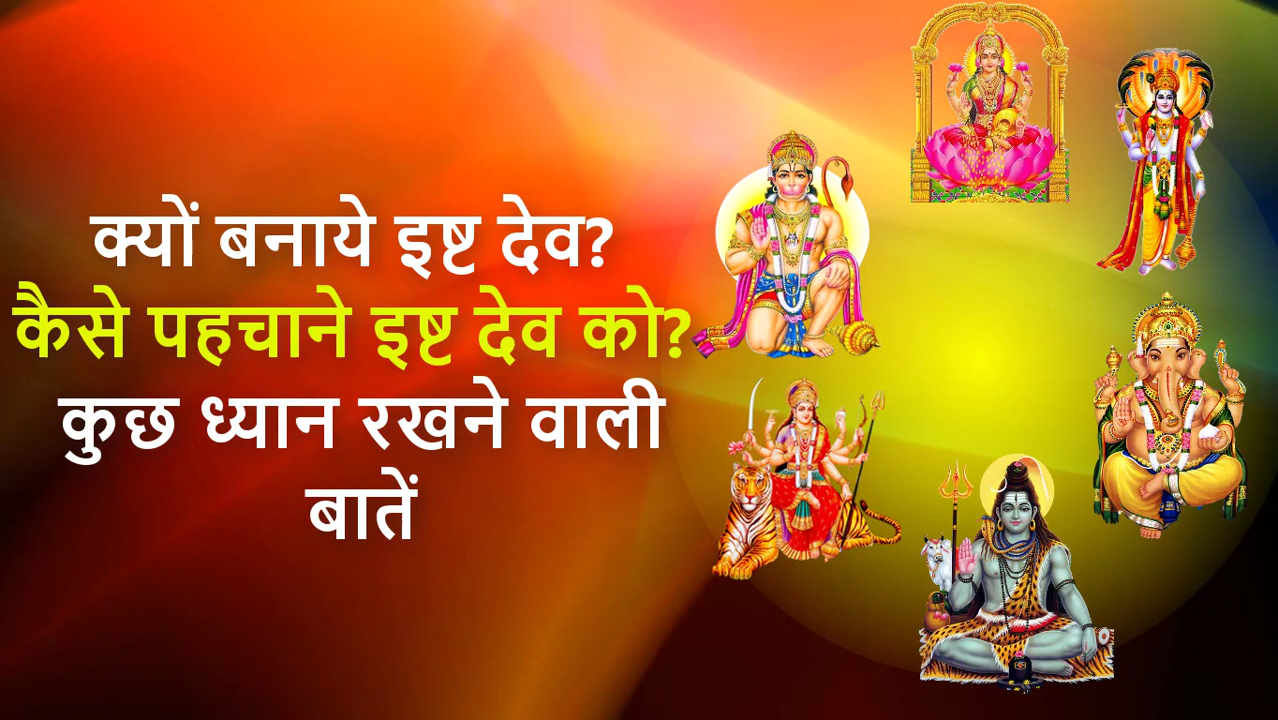 क्यों बनाये इष्ट देव?
कैसे पहचाने इष्ट देव को?
कुछ ध्यान रखने वाली
बातें